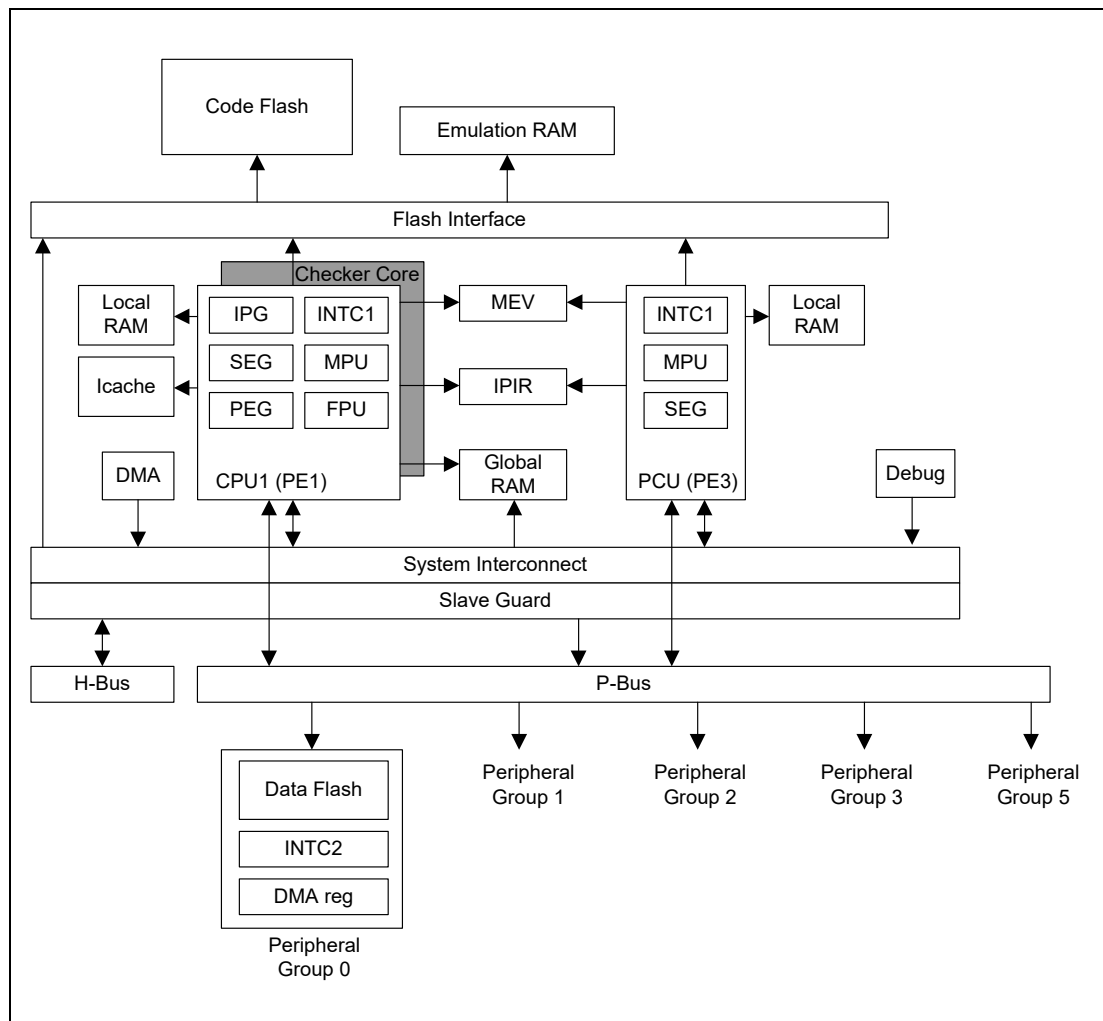 Code Flash
Emulation RAM
Flash Interface
Checker Core
Local
RAM
IPG
INTC1
MEV
INTC1
Local
RAM
SEG
MPU
Icache
IPIR
MPU
PEG
FPU
SEG
DMA
CPU1 (PE1)
Global
RAM
PCU (PE3)
Debug
System Interconnect
Slave Guard
H-Bus
P-Bus
Data Flash
INTC2
DMA reg
Peripheral
Group 0
Peripheral
Group 1
Peripheral
Group 2
Peripheral
Group 3
Peripheral
Group 5